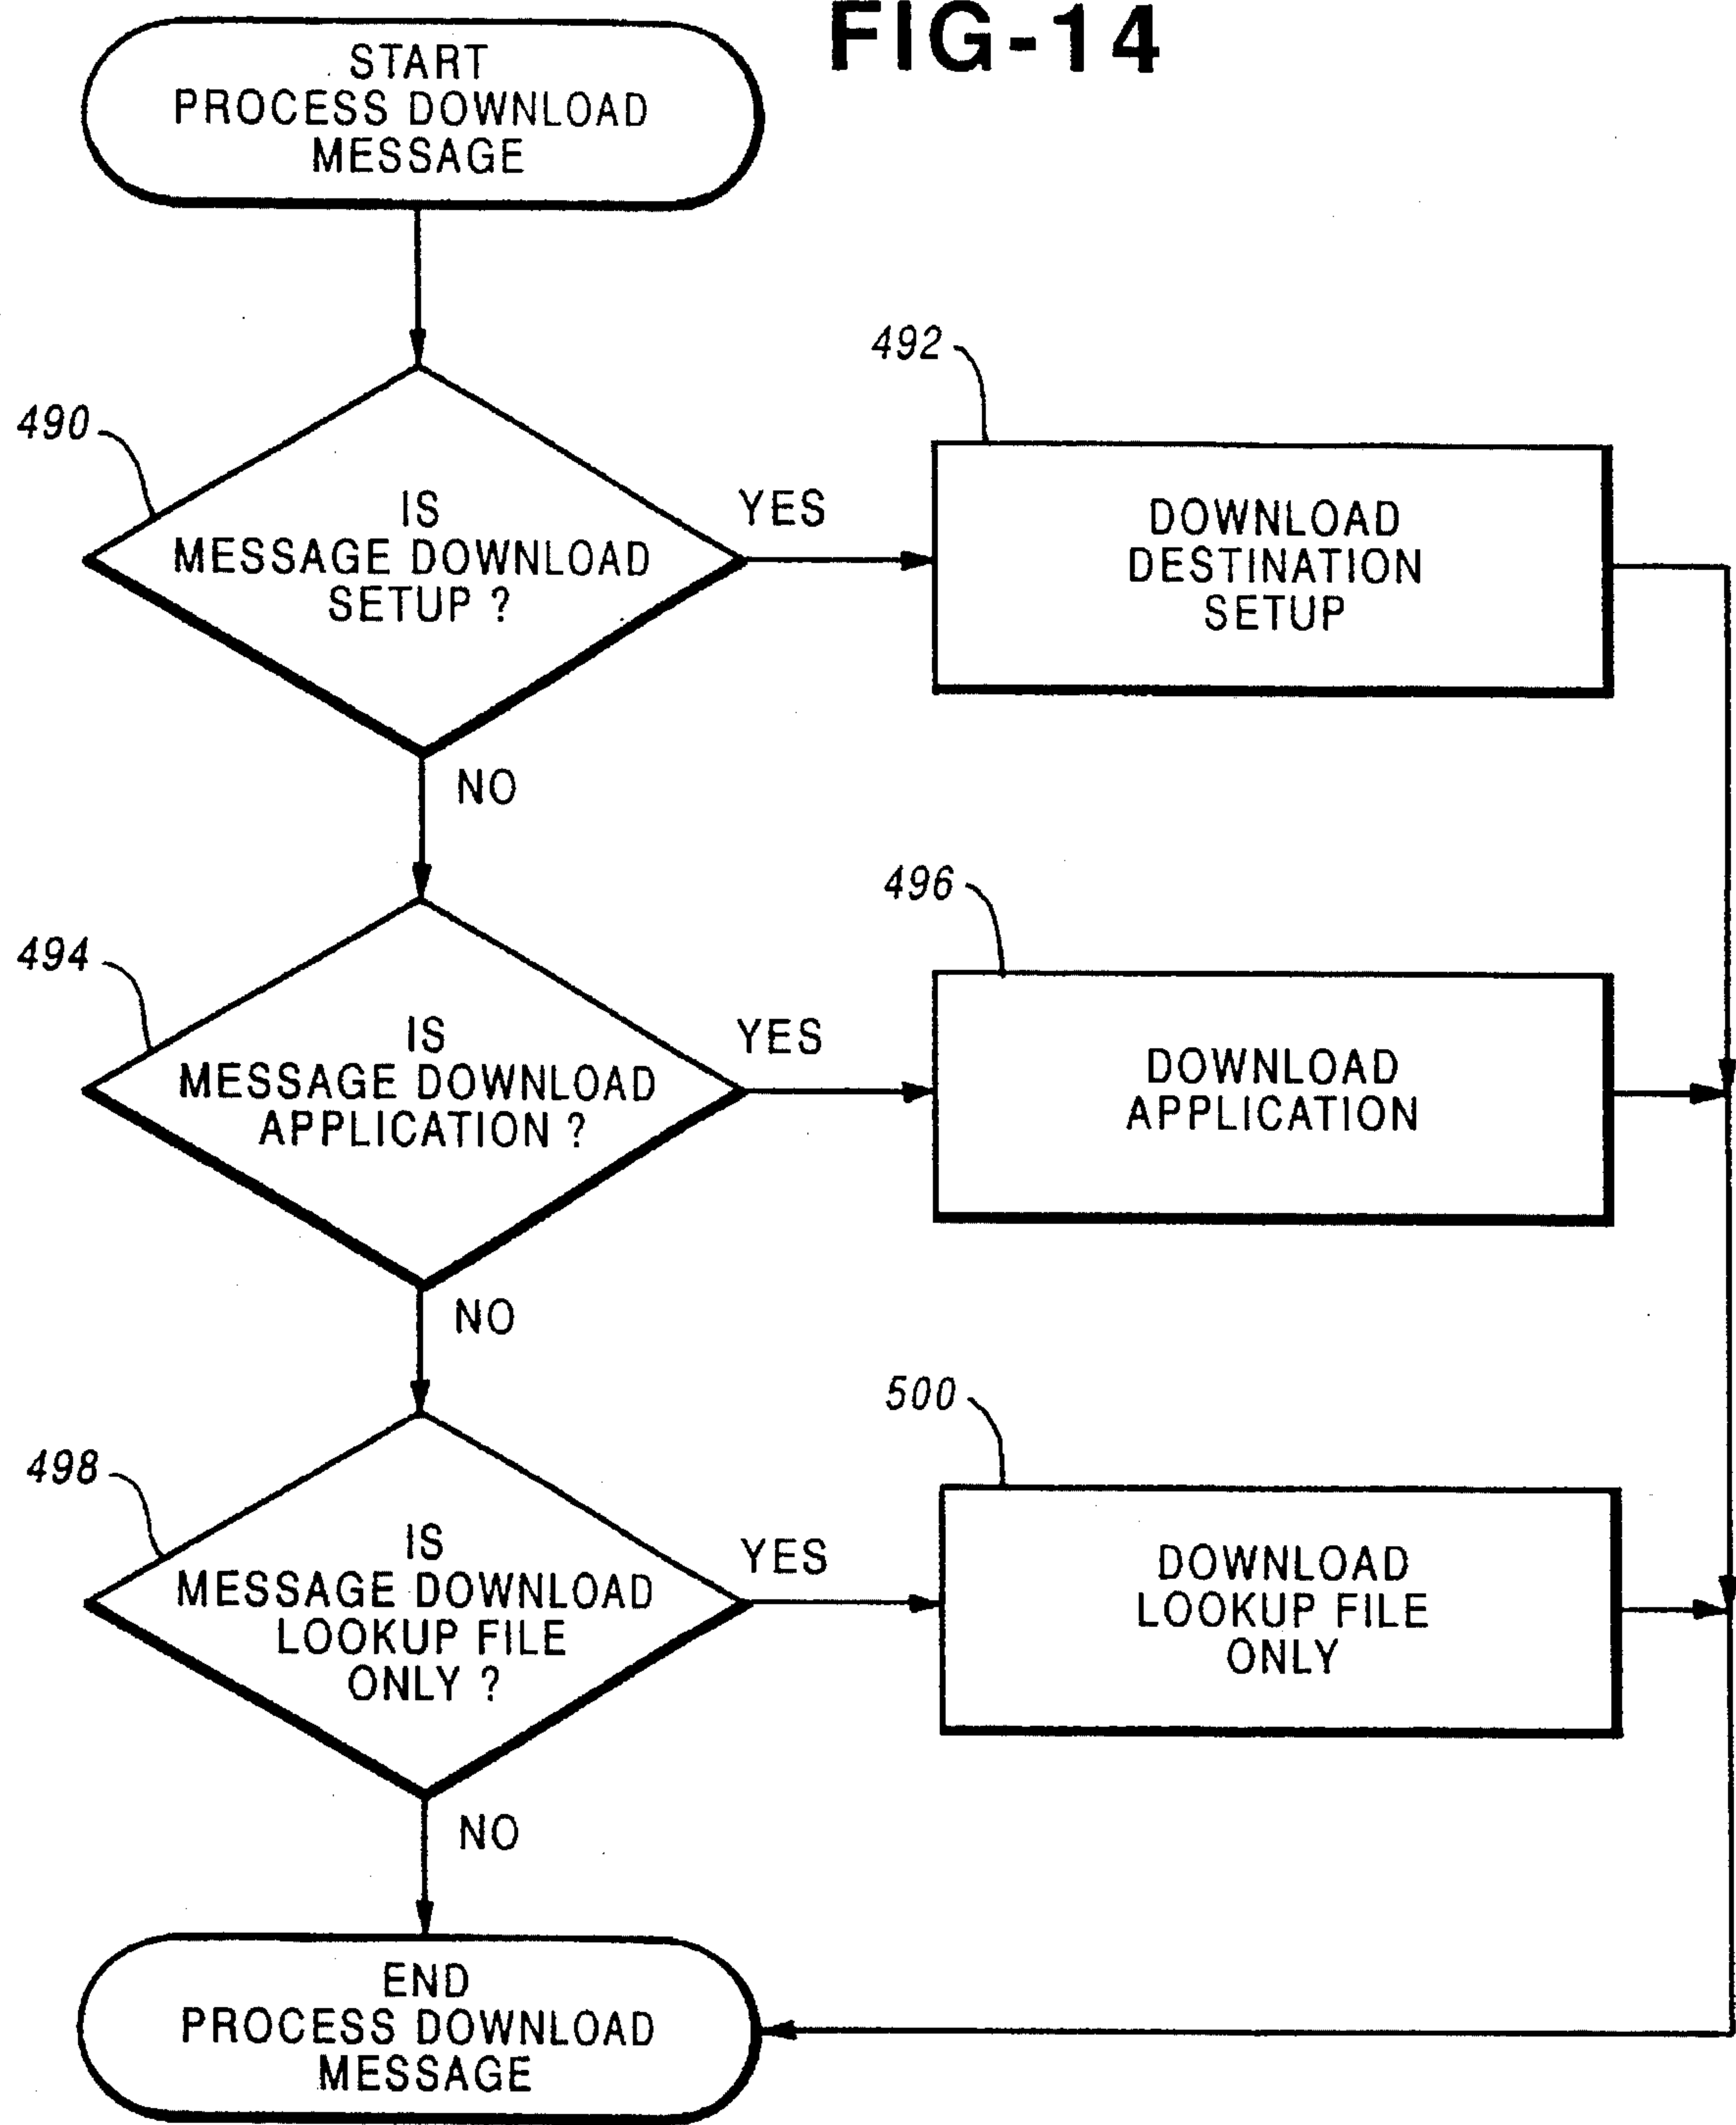 FIG-14
START
PROCESS DOWNLOAD
MESSAGE
490
IS
MESSAGE DOWNLOAD
SETUP ?
YES
492
DOWNLOAD
DESTINATION
SETUP
NO
494
IS
MESSAGE DOWNLOAD
APPLICATION ?
YES
496
DOWNLOAD
APPLICATION
NO
498
IS
MESSAGE DOWNLOAD
LOOKUP FILE
ONLY ?
YES
500
DOWNLOAD
LOOKUP FILE
ONLY
NO
END
PROCESS DOWNLOAD
MESSAGE